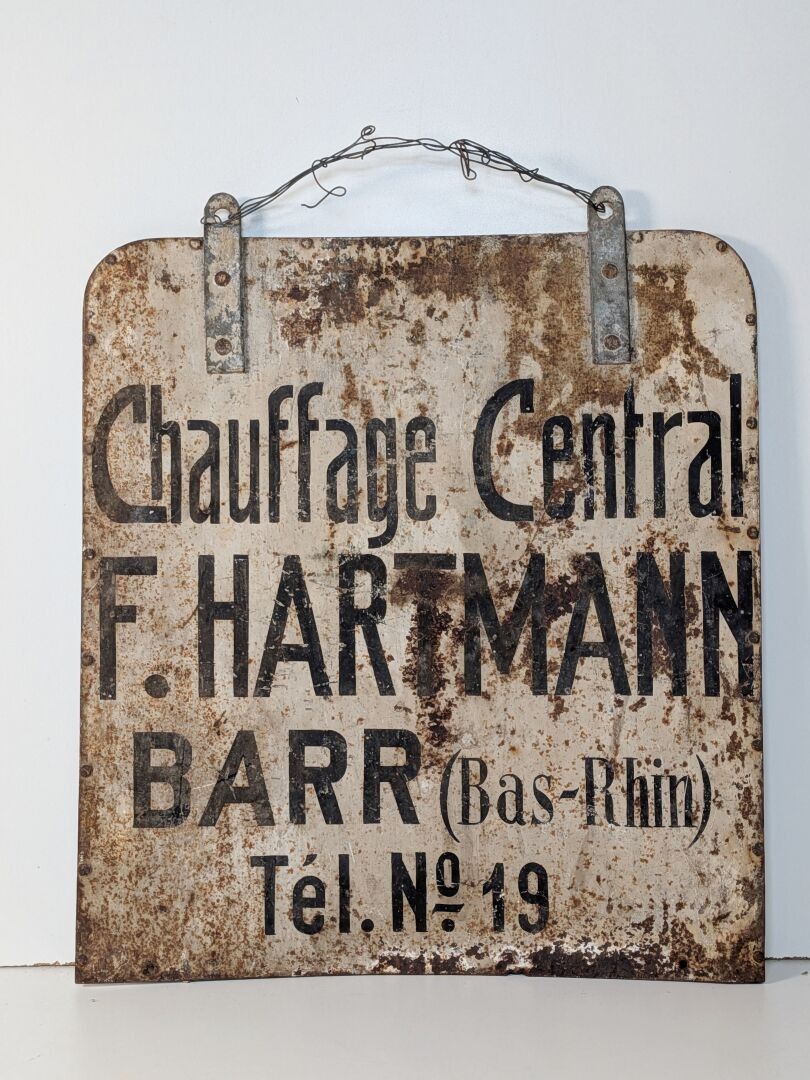 Chauffage Central
F. HARTMANN
BARR (Bas-Rhin)
Tél. Nº 19